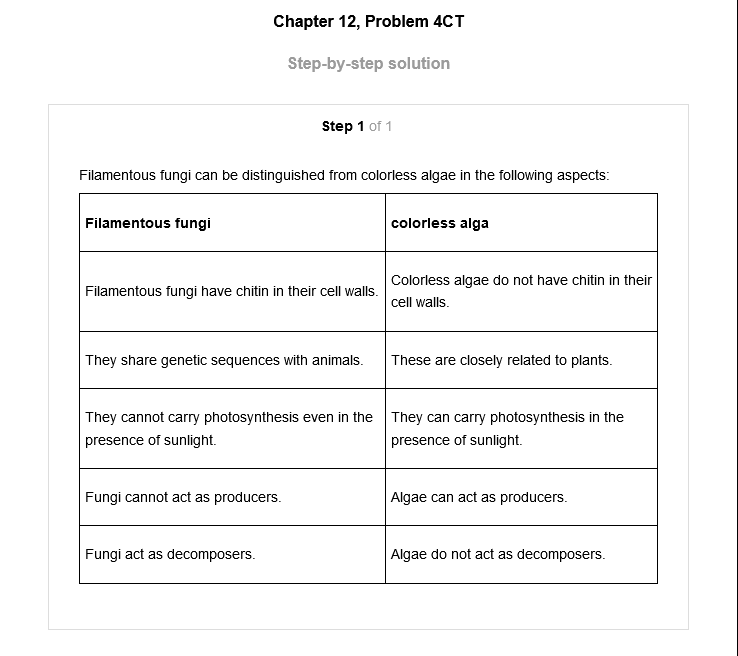 Chapter 12, Problem 4CT
Step-by-step solution
Step 1 of 1
Filamentous fungi can be distinguished from colorless algae in the following aspects:
Filamentous fungi
colorless alga
Filamentous fungi have chitin in their cell walls.
Colorless algae do not have chitin in their
cell walls.
They share genetic sequences with animals.
These are closely related to plants.
They cannot carry photosynthesis even in the
presence of sunlight.
They can carry photosynthesis in the
presence of sunlight.
Fungi cannot act as producers.
Algae can act as producers.
Fungi act as decomposers.
Algae do not act as decomposers.